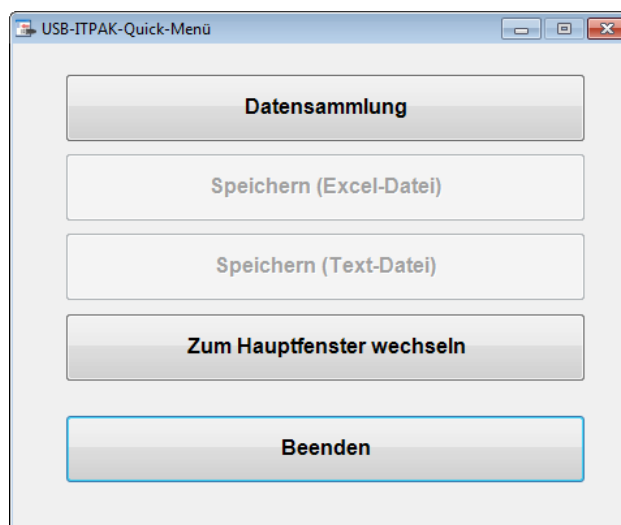 USB-ITPAK-Quick-Menü
Datensammlung
Speichern (Excel-Datei)
Speichern (Text-Datei)
Zum Hauptfenster wechseln
Beenden